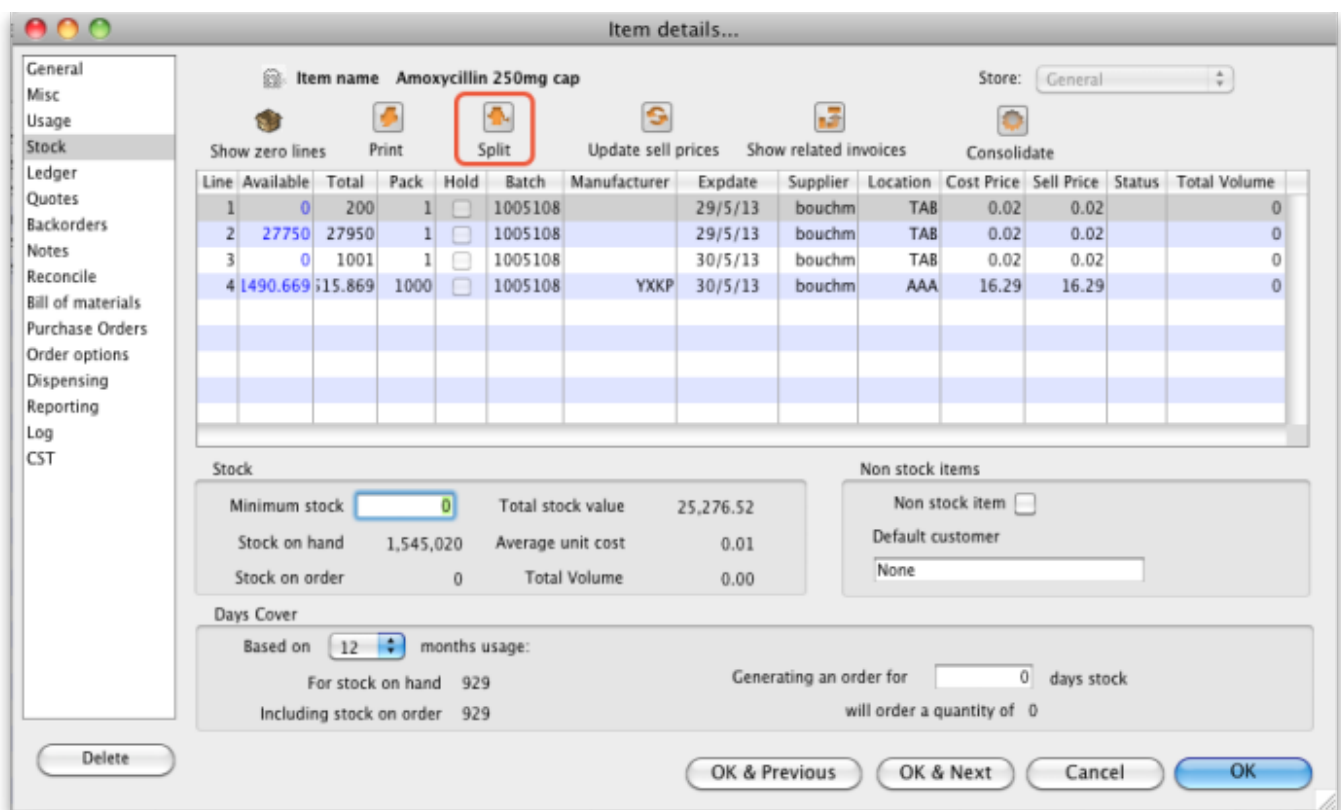 Item details...
General
Misc
Usage
Stock
Ledger
Quotes
Backorders
Notes
Reconcile
Bill of materials
Purchase Orders
Order options
Dispensing
Reporting
Log
CST
Item name Amoxycillin 250mg cap
Store: General
Show zero lines Print Split Update sell prices Show related invoices Consolidate
Line Available Total Pack Hold Batch Manufacturer Expdate Supplier Location Cost Price Sell Price Status Total Volume
1 0 200 1 1005108 29/5/13 bouchm TAB 0.02 0.02 0
2 27750 27950 1 1005108 29/5/13 bouchm TAB 0.02 0.02 0
3 0 1001 1 1005108 30/5/13 bouchm TAB 0.02 0.02 0
4 1490.669 515.869 1000 1005108 YXKP 30/5/13 bouchm AAA 16.29 16.29 0
Stock
Minimum stock 0 Total stock value 25,276.52
Stock on hand 1,545,020 Average unit cost 0.01
Stock on order 0 Total Volume 0.00
Non stock items
Non stock item
Default customer
None
Days Cover
Based on 12 months usage:
For stock on hand 929
Including stock on order 929
Generating an order for 0 days stock
will order a quantity of 0
Delete
OK & Previous OK & Next Cancel OK